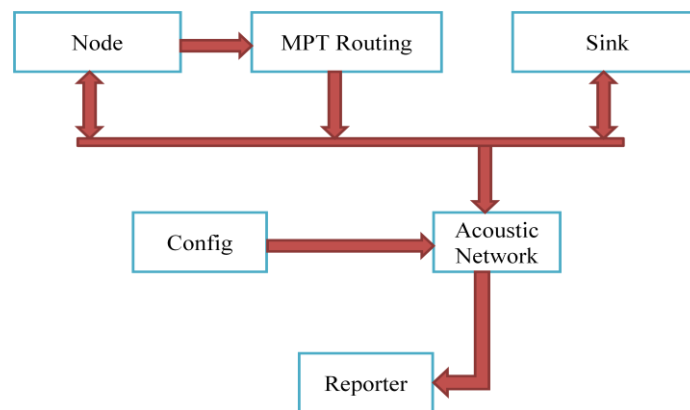 Node
MPT Routing
Sink
Config
Acoustic
Network
Reporter